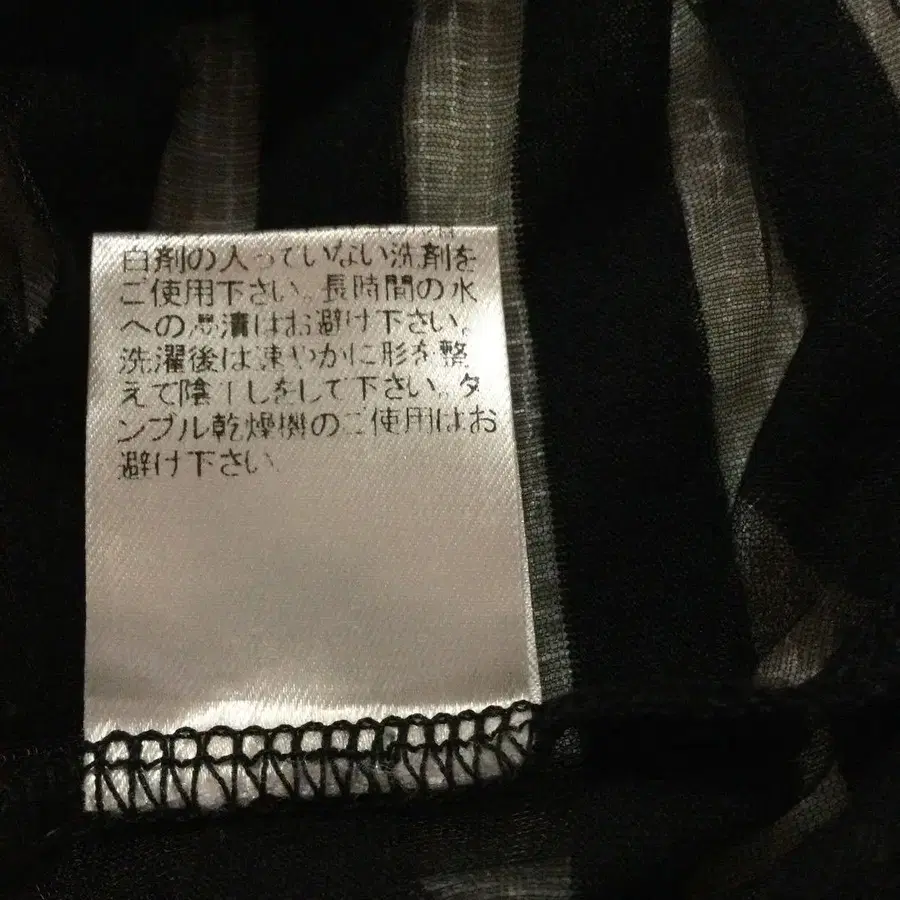 白剤の入っていない洗剤を
ご使用下さい。長時間の水
への浸漬はお避け下さい。
洗濯後は速やかに形を整
えて陰干しをして下さい。タ
ンブル乾燥機のご使用はお
避け下さい